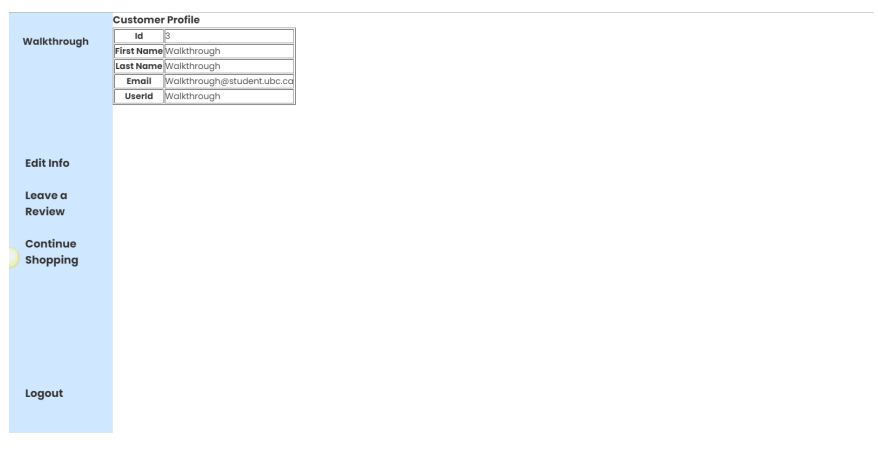 Walkthrough
Edit Info
Leave a
Review
Continue
Shopping
Logout
Customer Profile
Id 3
First Name Walkthrough
Last Name Walkthrough
Email Walkthrough@student.ubc.ca
UserId Walkthrough